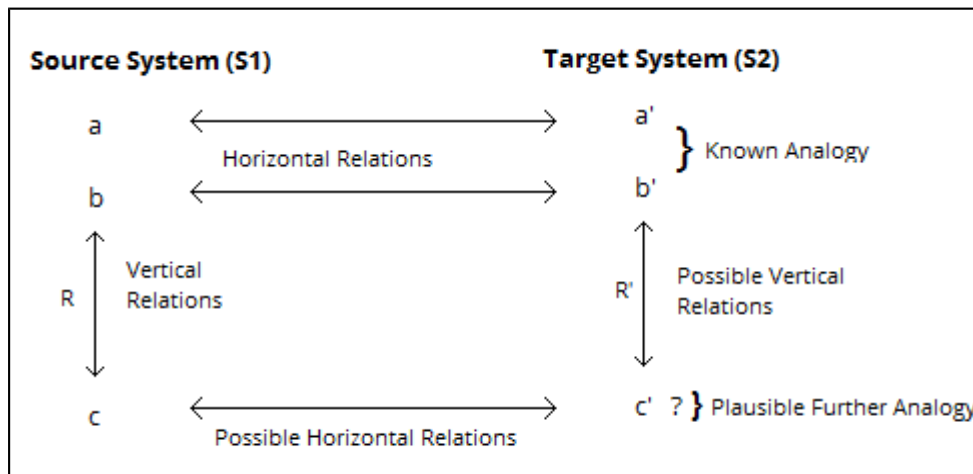 Source System (S1) Target System (S2)
a a'
} Known Analogy
Horizontal Relations
b b'
Vertical
Relations
R
Possible Vertical
Relations
R'
c c' ? } Plausible Further Analogy
Possible Horizontal Relations